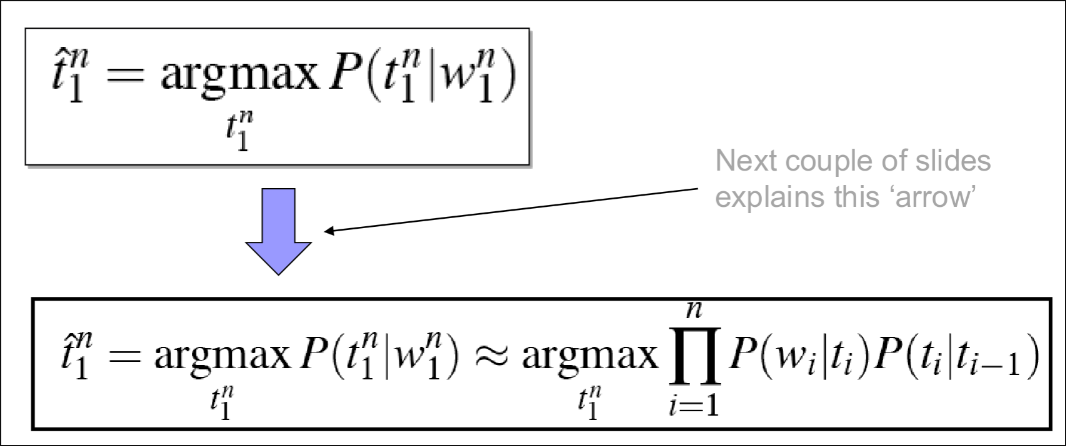 t̂₁ⁿ = argmax P(t₁ⁿ|w₁ⁿ)
t₁ⁿ
Next couple of slides
explains this ‘arrow’
t̂₁ⁿ = argmax P(t₁ⁿ|w₁ⁿ) ≈ argmax ∏ᵢ₌₁ⁿ P(wᵢ|tᵢ)P(tᵢ|tᵢ₋₁)
t₁ⁿ t₁ⁿ